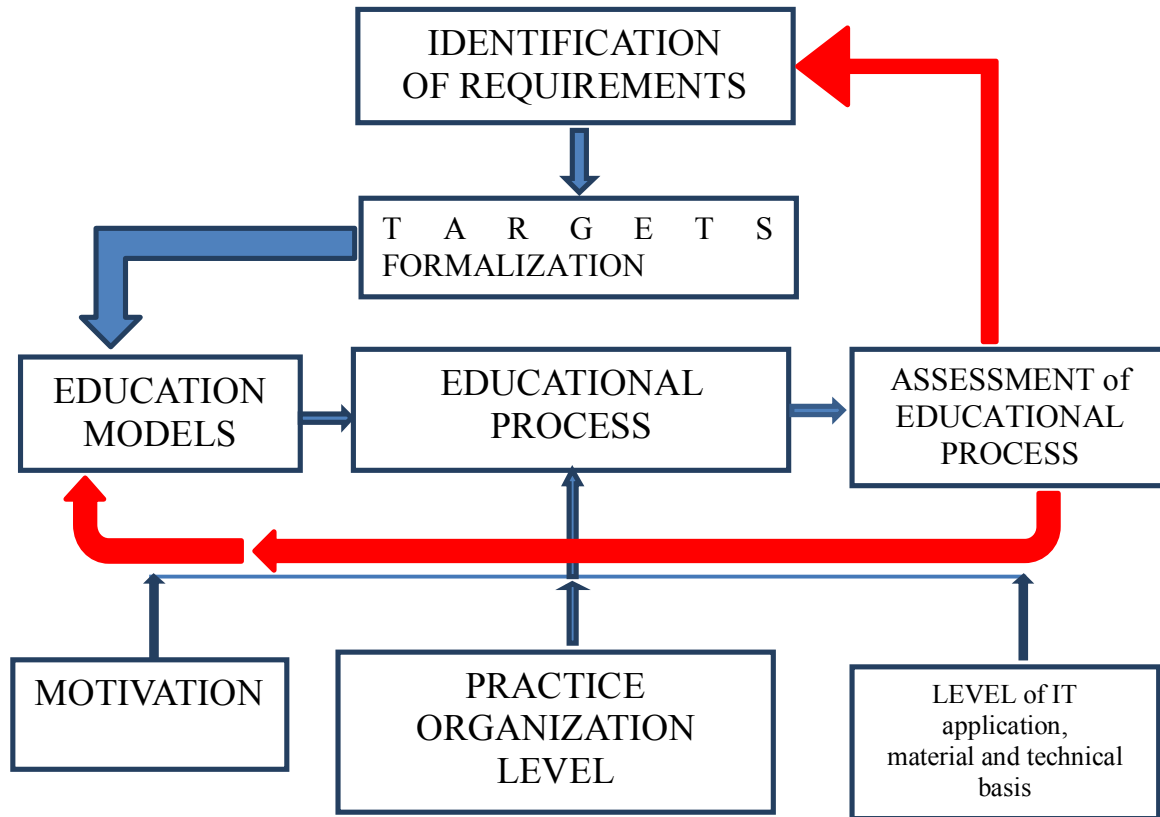 IDENTIFICATION
OF REQUIREMENTS
T A R G E T S
FORMALIZATION
EDUCATION
MODELS
EDUCATIONAL
PROCESS
ASSESSMENT of
EDUCATIONAL
PROCESS
MOTIVATION
PRACTICE
ORGANIZATION
LEVEL
LEVEL of IT
application,
material and technical
basis